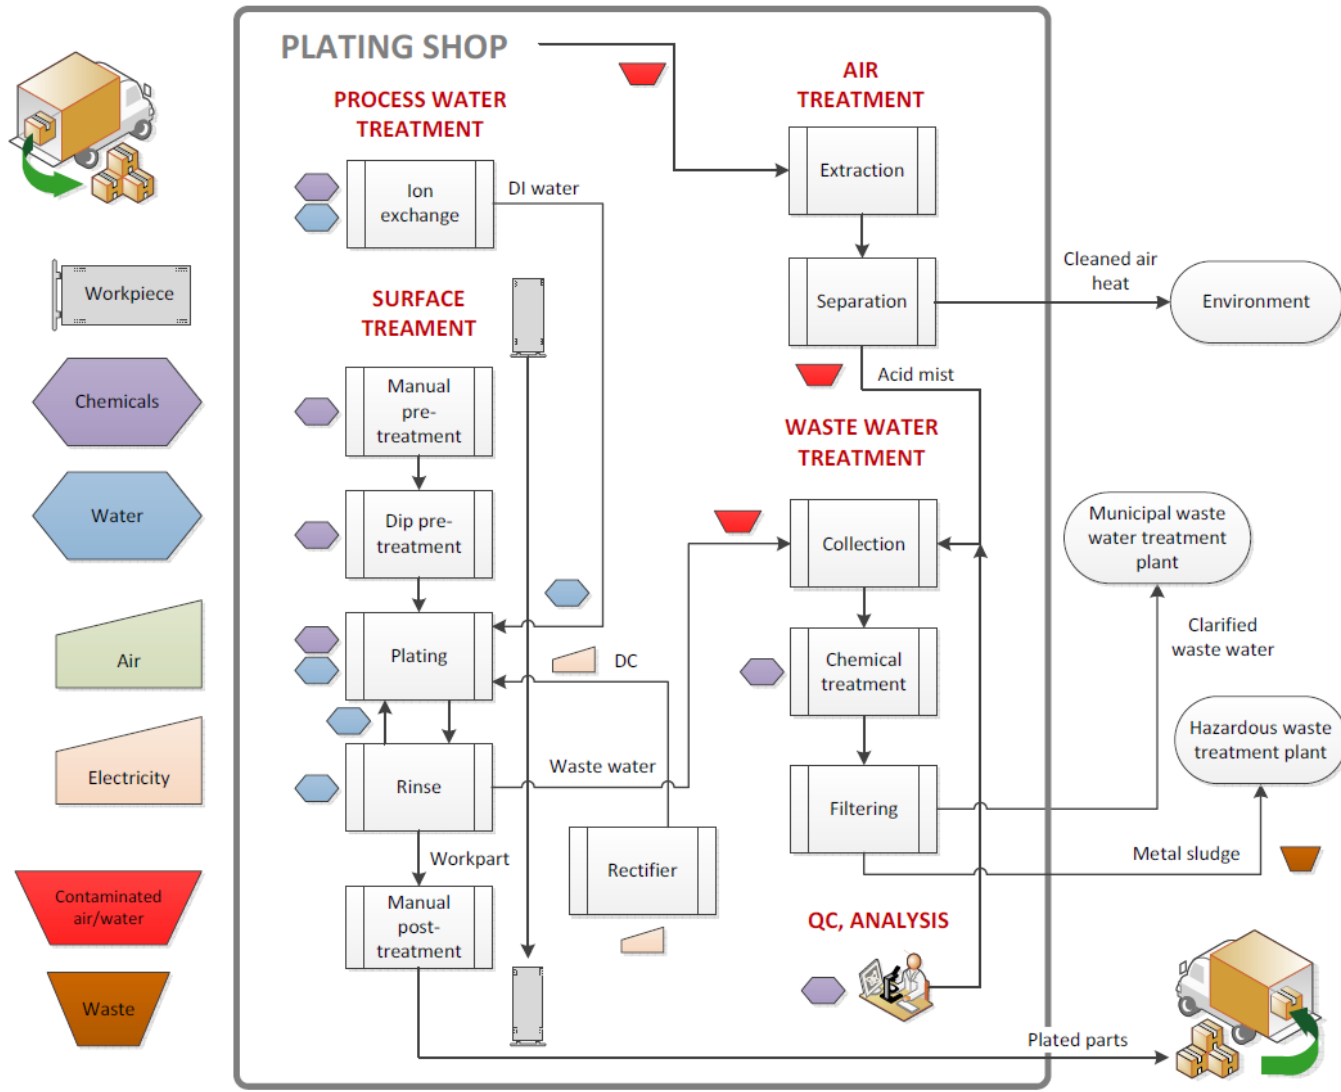 PLATING SHOP
PROCESS WATER
TREATMENT
Ion
exchange
DI water
SURFACE
TREAMENT
Manual
pre-
treatment
Dip pre-
treatment
Plating
Rinse
Workpart
Manual
post-
treatment
DC
Waste water
Rectifier
AIR
TREATMENT
Extraction
Separation
Cleaned air
heat
Environment
Acid mist
WASTE WATER
TREATMENT
Collection
Chemical
treatment
Filtering
Municipal waste
water treatment
plant
Clarified
waste water
Hazardous waste
treatment plant
Metal sludge
QC, ANALYSIS
Plated parts
Workpiece
Chemicals
Water
Air
Electricity
Contaminated
air/water
Waste